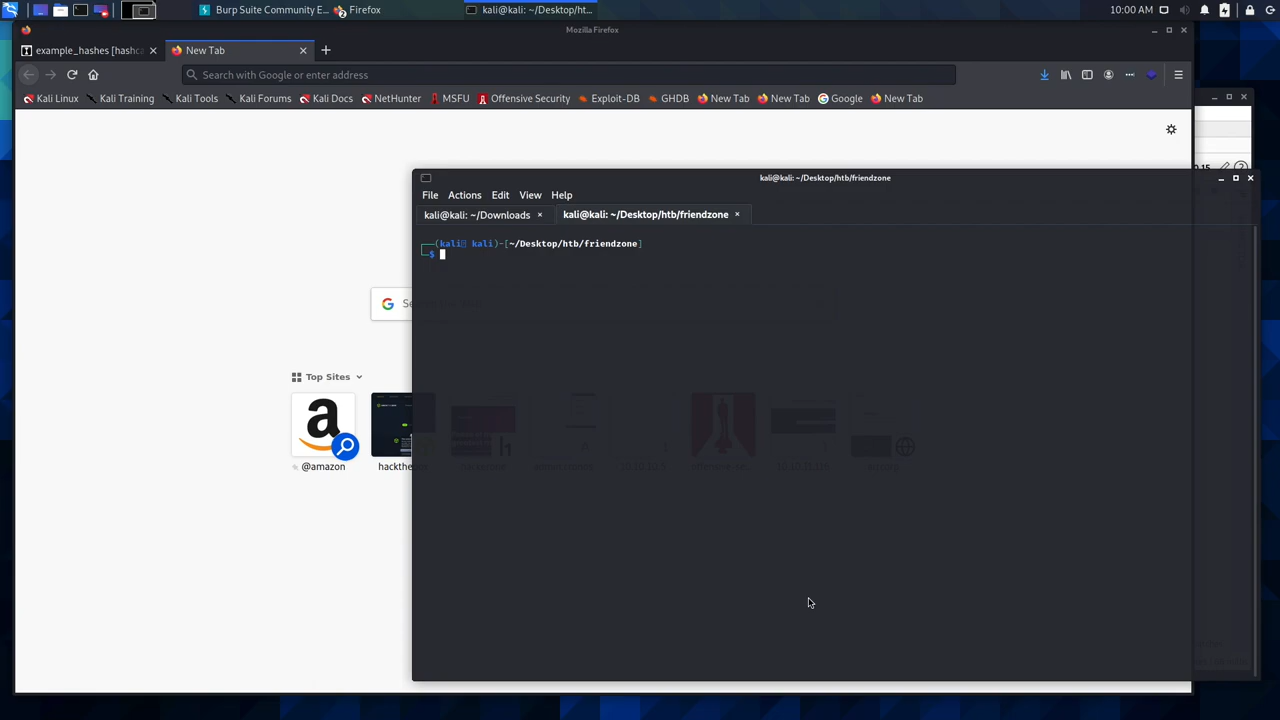 Burp Suite Community E...
Firefox
kali@kali: ~/Desktop/ht...
10:00 AM
Mozilla Firefox
example_hashes [hashca
New Tab
Search with Google or enter address
Kali Linux
Kali Training
Kali Tools
Kali Forums
Kali Docs
NetHunter
MSFU
Offensive Security
Exploit-DB
GHDB
New Tab
New Tab
Google
New Tab
kali@kali: ~/Desktop/htb/friendzone
File Actions Edit View Help
kali@kali: ~/Downloads
kali@kali: ~/Desktop/htb/friendzone
(kali kali)-[~/Desktop/htb/friendzone]
$
Top Sites
@amazon